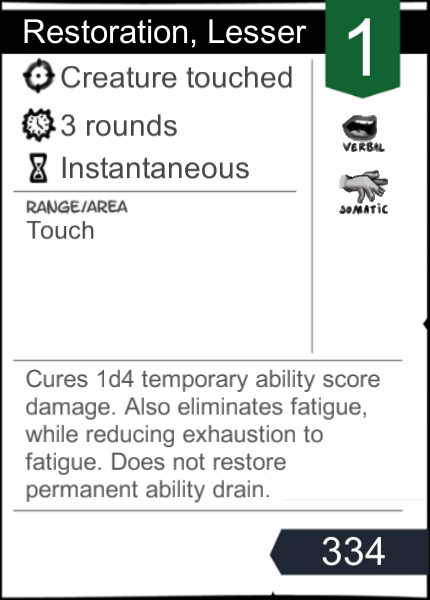 Restoration, Lesser
1
Creature touched
3 rounds
Instantaneous
VERBAL
SOMATIC
RANGE/AREA
Touch
Cures 1d4 temporary ability score
damage. Also eliminates fatigue,
while reducing exhaustion to
fatigue. Does not restore
permanent ability drain.
334